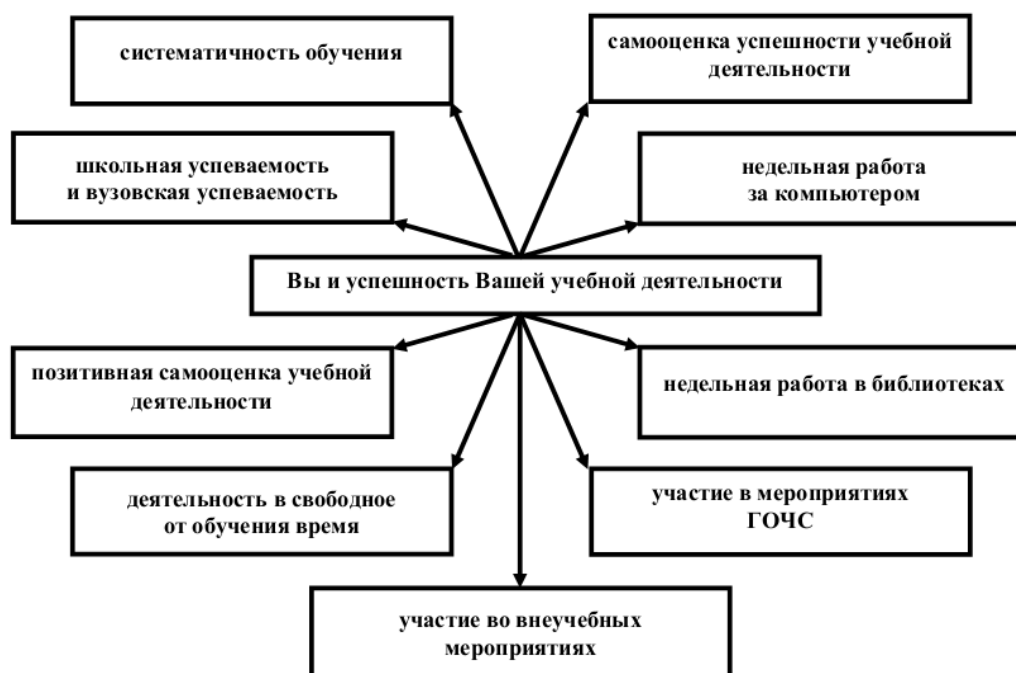 систематичность обучения
самооценка успешности учебной
деятельности
школьная успеваемость
и вузовская успеваемость
недельная работа
за компьютером
Вы и успешность Вашей учебной деятельности
позитивная самооценка учебной
деятельности
недельная работа в библиотеках
деятельность в свободное
от обучения время
участие в мероприятиях
ГОЧС
участие во внеучебных
мероприятиях